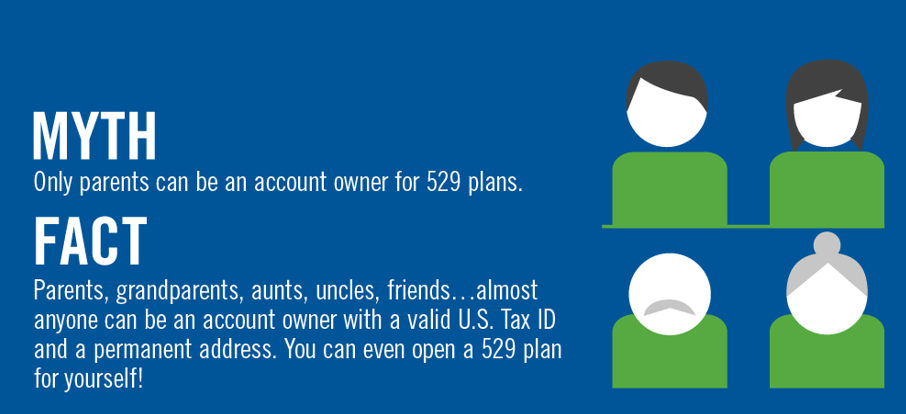 MYTH
Only parents can be an account owner for 529 plans.
FACT
Parents, grandparents, aunts, uncles, friends...almost
anyone can be an account owner with a valid U.S. Tax ID
and a permanent address. You can even open a 529 plan
for yourself!